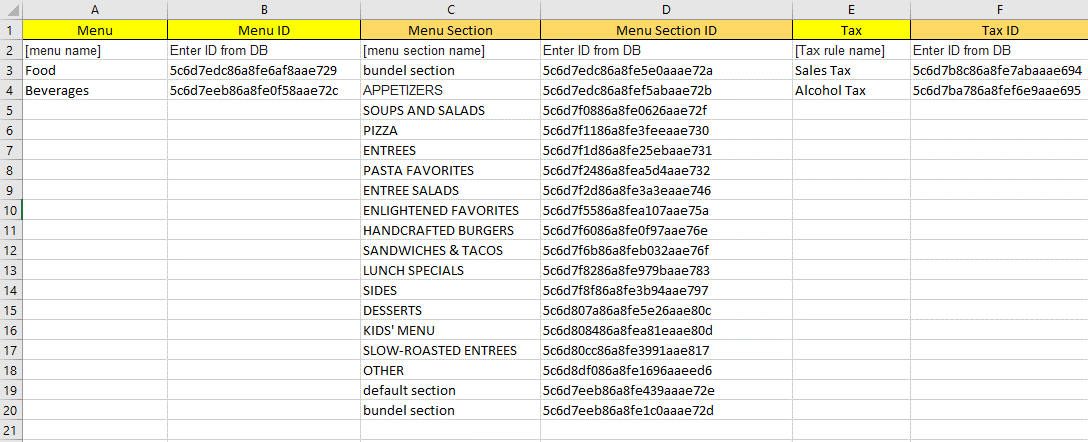 A B C D E F
1 Menu Menu ID Menu Section Menu Section ID Tax Tax ID
2 [menu name] Enter ID from DB [menu section name] Enter ID from DB [Tax rule name] Enter ID from DB
3 Food 5c6d7edc86a8fe6af8aae729 bundel section 5c6d7edc86a8fe5e0aaae72a Sales Tax 5c6d7b8c86a8fe7abaaae694
4 Beverages 5c6d7eeb86a8fe0f58aae72c APPETIZERS 5c6d7edc86a8fef5abaae72b Alcohol Tax 5c6d7ba786a8fef6e9aae695
5 SOUPS AND SALADS 5c6d7f0886a8fe0626aae72f
6 PIZZA 5c6d7f1186a8fe3feeaae730
7 ENTREES 5c6d7f1d86a8fe25ebaae731
8 PASTA FAVORITES 5c6d7f2486a8fea5d4aae732
9 ENTREE SALADS 5c6d7f2d86a8fe3a3eaae746
10 ENLIGHTENED FAVORITES 5c6d7f5586a8fea107aae75a
11 HANDCRAFTED BURGERS 5c6d7f6086a8fe0f97aae76e
12 SANDWICHES & TACOS 5c6d7f6b86a8feb032aae76f
13 LUNCH SPECIALS 5c6d7f8286a8fe979baae783
14 SIDES 5c6d7f8f86a8fe3b94aae797
15 DESSERTS 5c6d807a86a8fe5e26aae80c
16 KIDS' MENU 5c6d808486a8fea81eaae80d
17 SLOW-ROASTED ENTREES 5c6d80cc86a8fe3991aae817
18 OTHER 5c6d8df086a8fe1696aaeed6
19 default section 5c6d7eeb86a8fe439aaae72e
20 bundel section 5c6d7eeb86a8fe1c0aaae72d
21